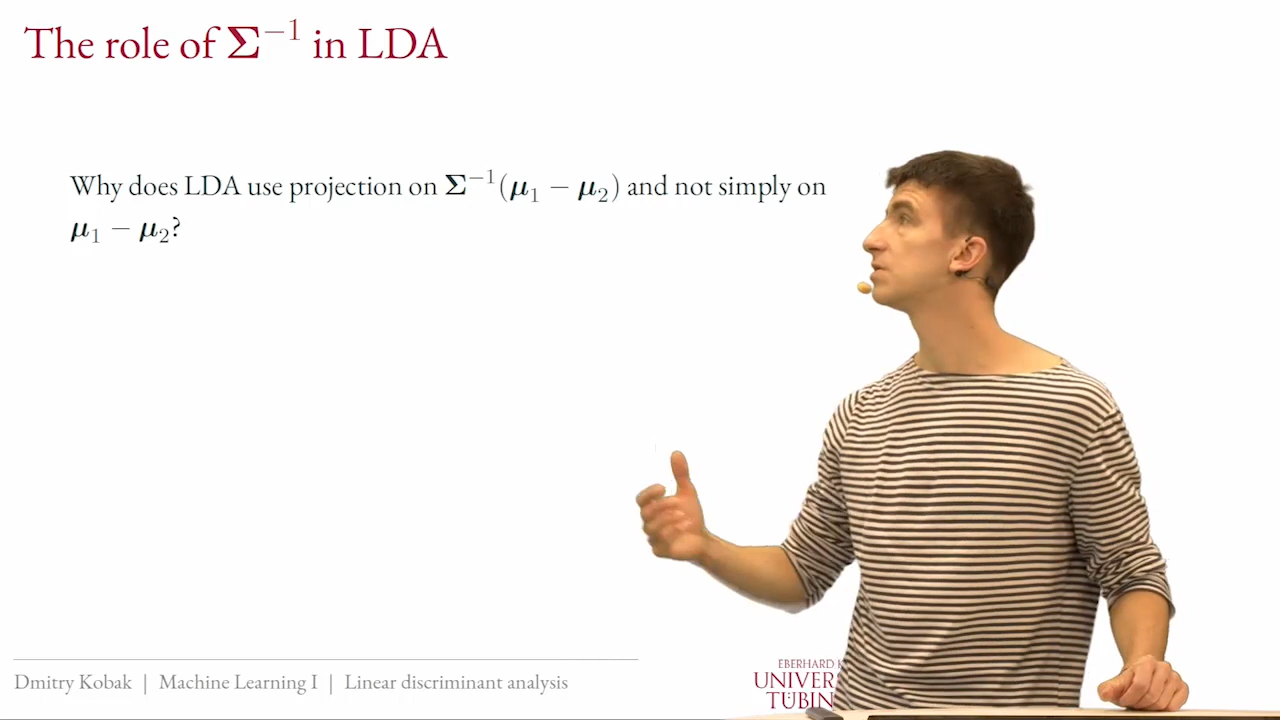 The role of Σ⁻¹ in LDA
Why does LDA use projection on Σ⁻¹(μ₁ − μ₂) and not simply on
μ₁ − μ₂?
Dmitry Kobak | Machine Learning I | Linear discriminant analysis
EBERHARD
UNIVER
TÜBIN